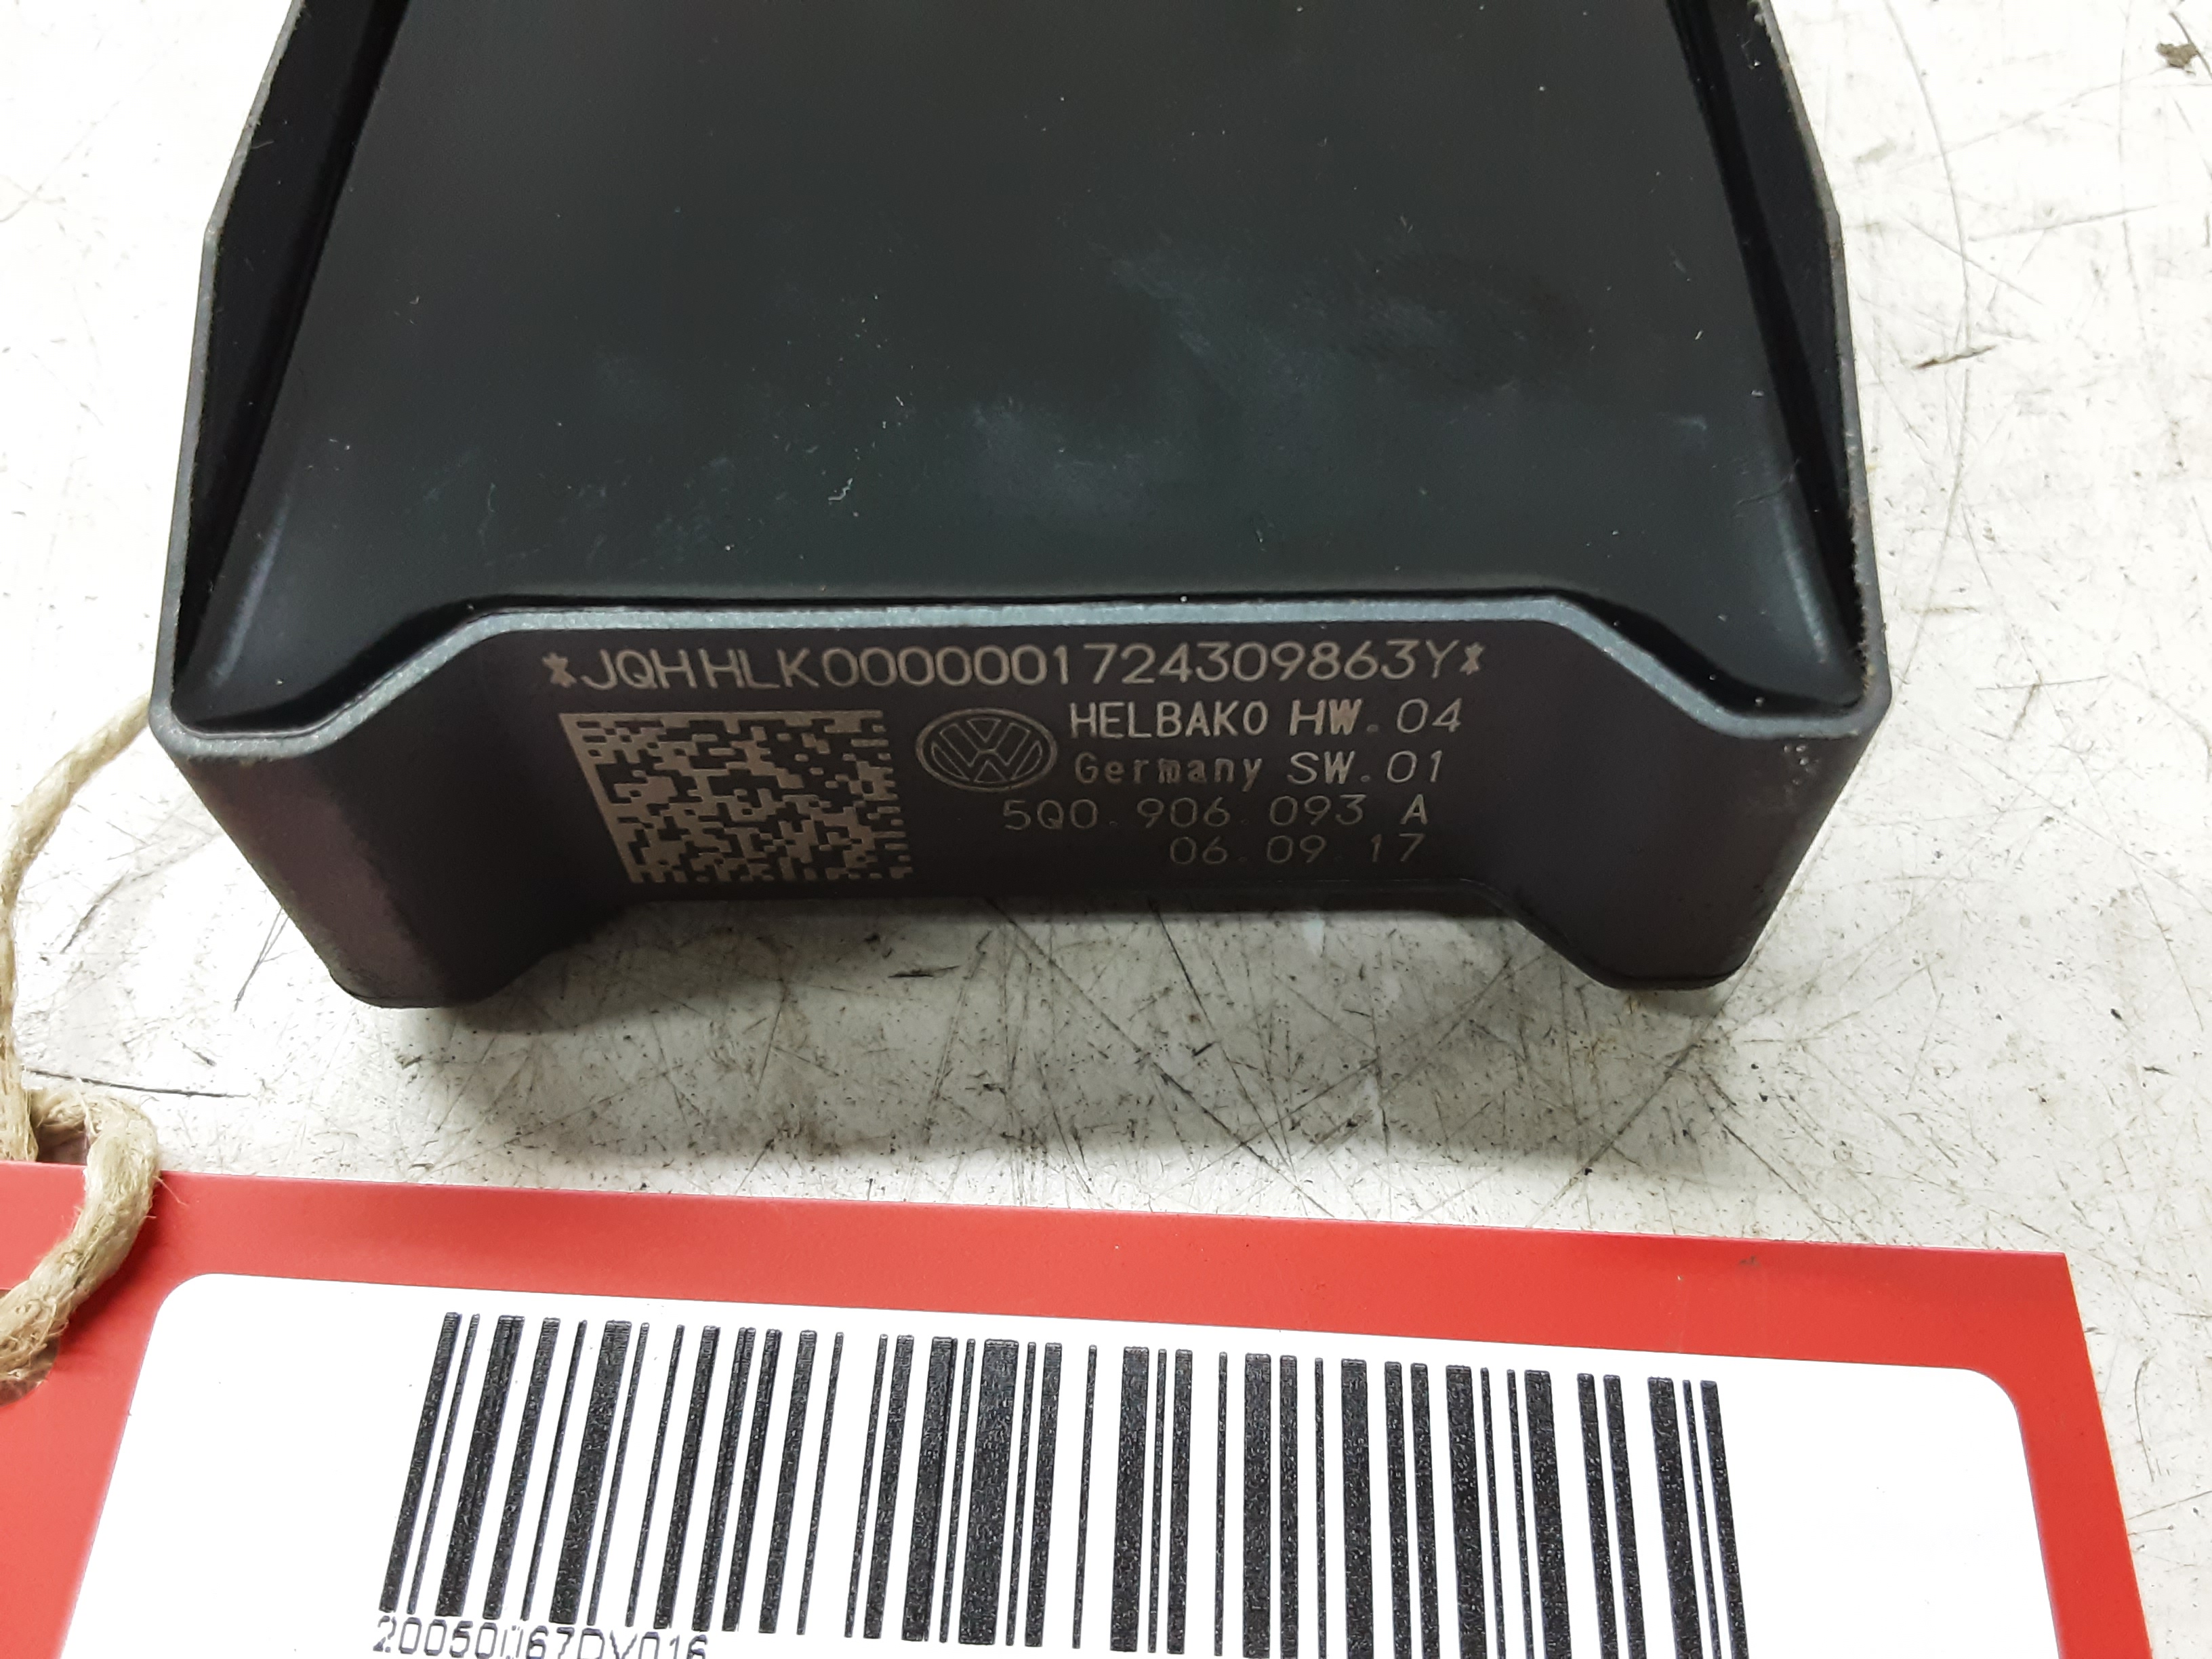 *JQHHLK0000001724309863Y*
HELBAKO HW.04
Germany SW.01
5Q0.906.093 A
06.09.17